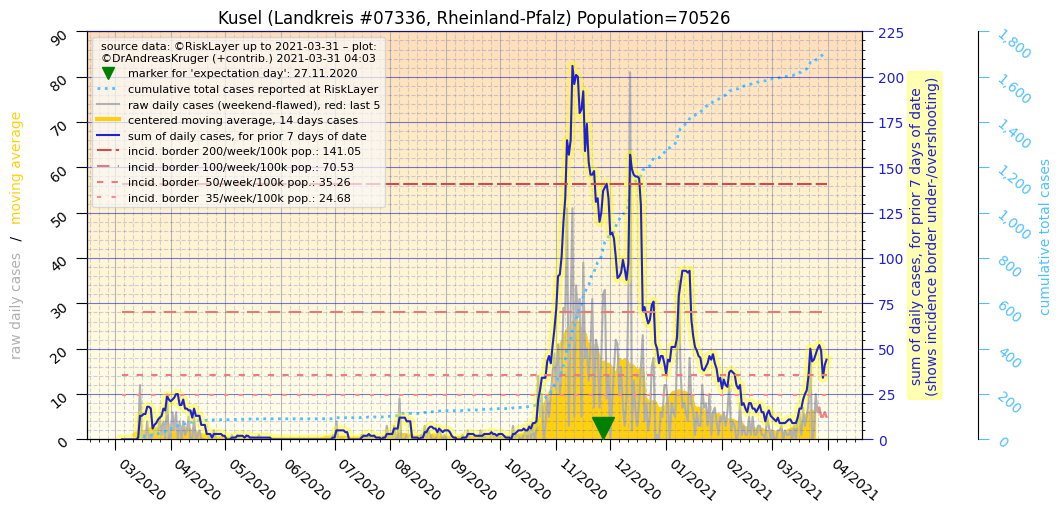 Kusel (Landkreis #07336, Rheinland-Pfalz) Population=70526
source data: ©RiskLayer up to 2021-03-31 – plot:
©DrAndreasKruger (+contrib.) 2021-03-31 04:03
marker for 'expectation day': 27.11.2020
cumulative total cases reported at RiskLayer
raw daily cases (weekend-flawed), red: last 5
centered moving average, 14 days cases
sum of daily cases, for prior 7 days of date
incid. border 200/week/100k pop.: 141.05
incid. border 100/week/100k pop.: 70.53
incid. border 50/week/100k pop.: 35.26
incid. border 35/week/100k pop.: 24.68
raw daily cases / moving average
90
80
70
60
50
40
30
20
10
0
225
200
175
150
125
100
75
50
25
0
sum of daily cases, for prior 7 days of date
(shows incidence border under-/overshooting)
1,800
1,600
1,400
1,200
1,000
800
600
400
200
0
cumulative total cases
03/2020
04/2020
05/2020
06/2020
07/2020
08/2020
09/2020
10/2020
11/2020
12/2020
01/2021
02/2021
03/2021
04/2021